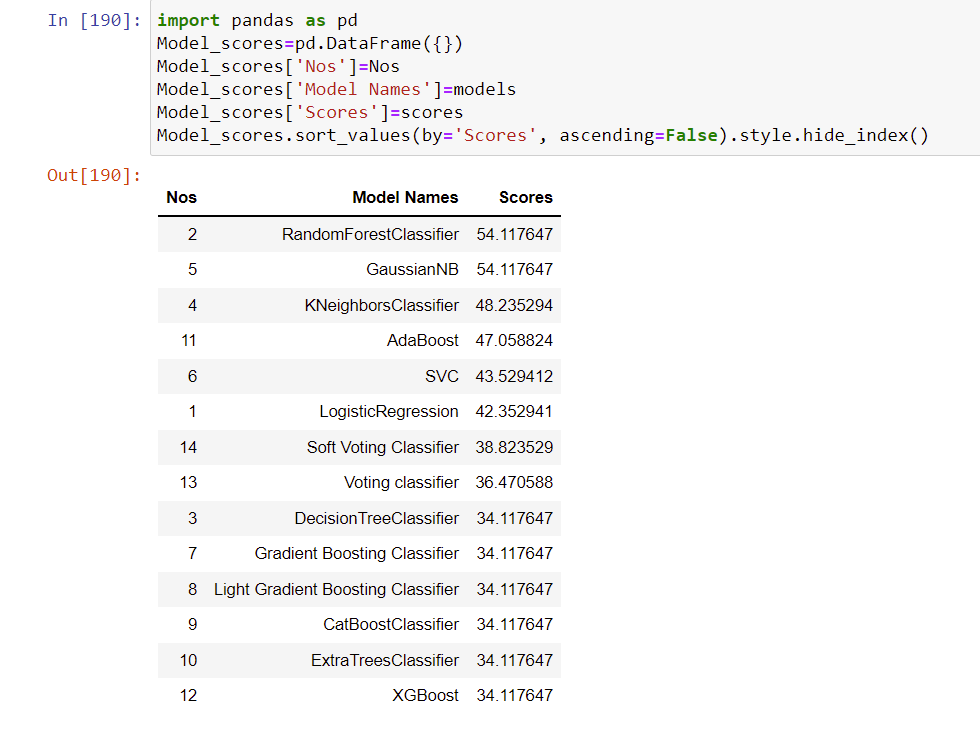 In [190]: import pandas as pd
Model_scores=pd.DataFrame({})
Model_scores['Nos']=Nos
Model_scores['Model Names']=models
Model_scores['Scores']=scores
Model_scores.sort_values(by='Scores', ascending=False).style.hide_index()
Out[190]:
Nos Model Names Scores
2 RandomForestClassifier 54.117647
5 GaussianNB 54.117647
4 KNeighborsClassifier 48.235294
11 AdaBoost 47.058824
6 SVC 43.529412
1 LogisticRegression 42.352941
14 Soft Voting Classifier 38.823529
13 Voting classifier 36.470588
3 DecisionTreeClassifier 34.117647
7 Gradient Boosting Classifier 34.117647
8 Light Gradient Boosting Classifier 34.117647
9 CatBoostClassifier 34.117647
10 ExtraTreesClassifier 34.117647
12 XGBoost 34.117647